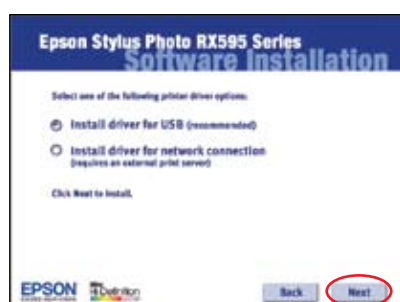 Epson Stylus Photo RX595 Series
Software Installation
Select one of the following printer driver options:
Install driver for USB (recommended)
Install driver for network connection
(requires an external print server)
Click Next to install.
EPSON
Definition
Back
Next